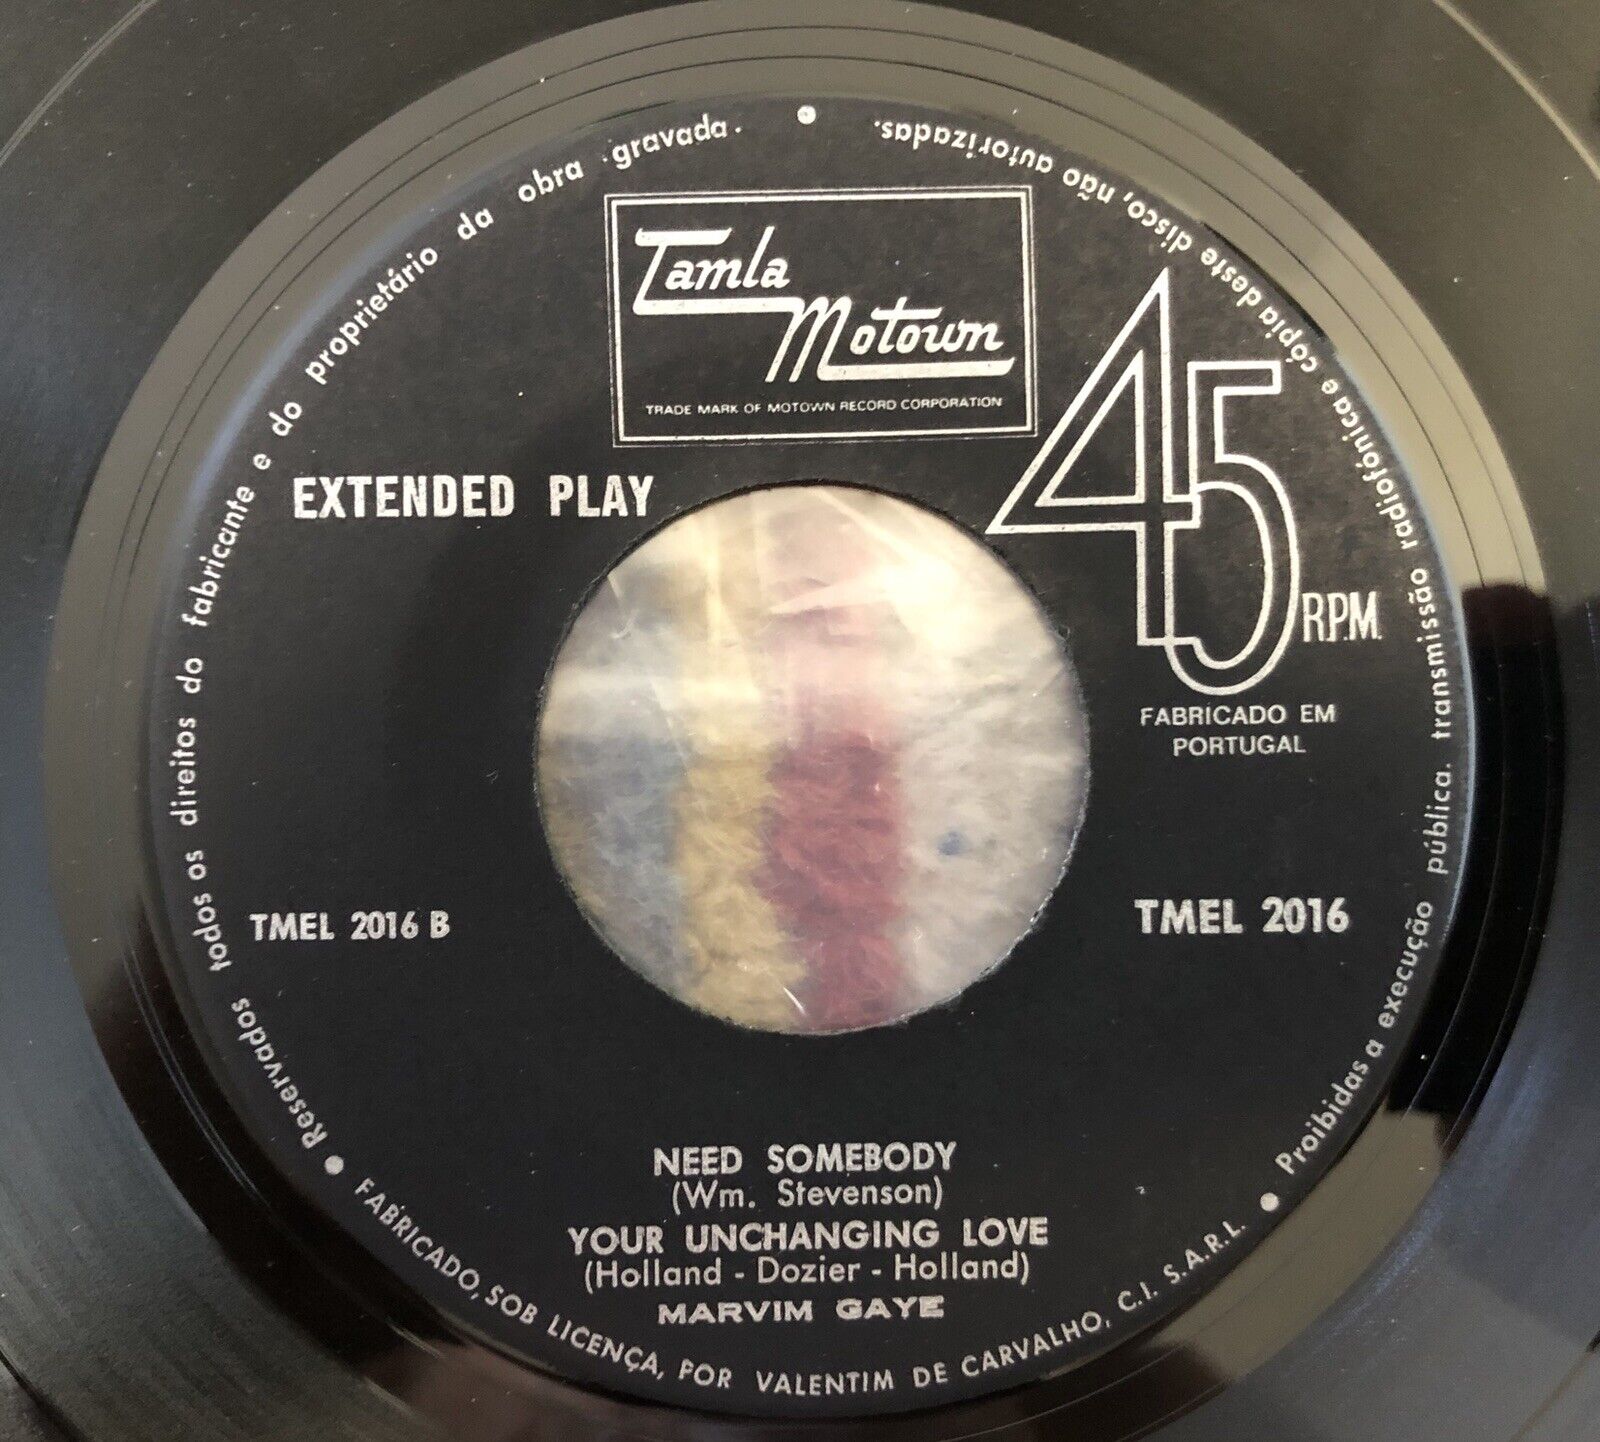 Reservados todos os direitos do fabricante e do proprietário da obra gravada.
Tamla
Motown
TRADE MARK OF MOTOWN RECORD CORPORATION
EXTENDED PLAY
45
R.P.M.
FABRICADO EM
PORTUGAL
TMEL 2016 B
TMEL 2016
NEED SOMEBODY
(Wm. Stevenson)
YOUR UNCHANGING LOVE
(Holland - Dozier - Holland)
MARVIM GAYE
FABRICADO, SOB LICENÇA, POR VALENTIM DE CARVALHO, C.I. S.A.R.L.
Proibidas a execução pública. transmissão radiofónica e cópia deste disco, não autorizadas.